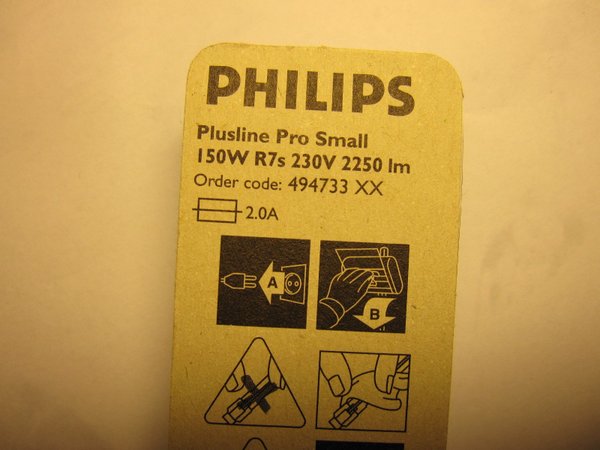 PHILIPS
Plusline Pro Small
150W R7s 230V 2250 lm
Order code: 494733 XX
2.0A
A
B